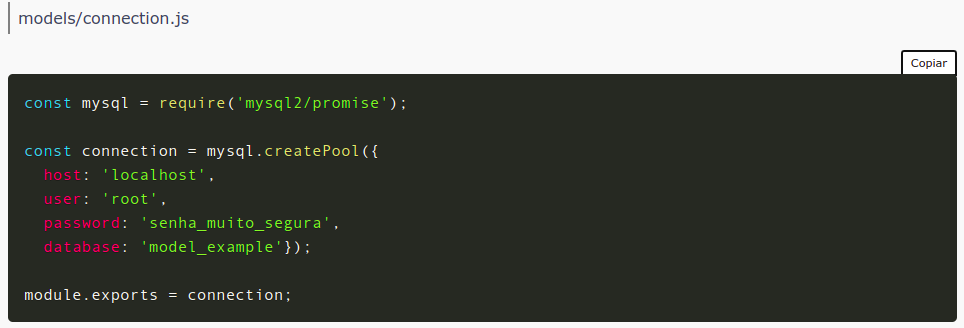 models/connection.js
Copiar
const mysql = require('mysql2/promise');
const connection = mysql.createPool({
  host: 'localhost',
  user: 'root',
  password: 'senha_muito_segura',
  database: 'model_example'});
module.exports = connection;